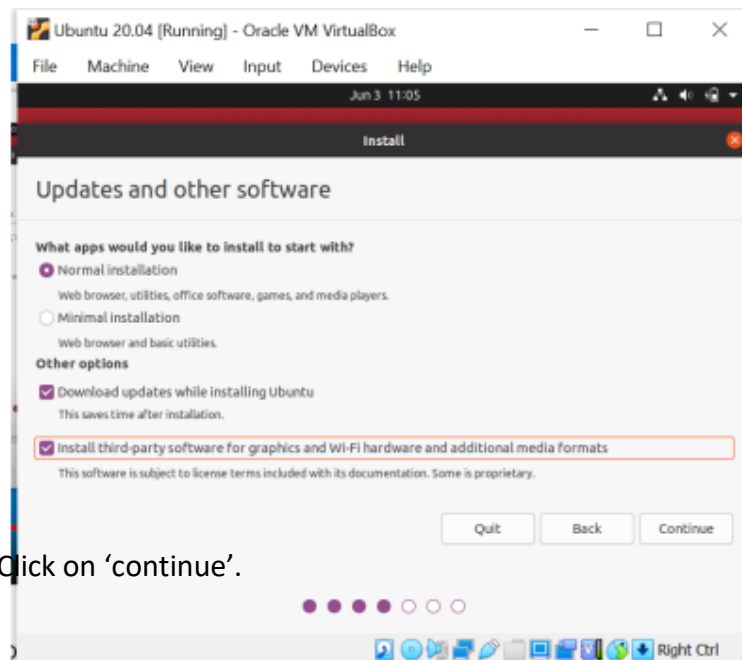 Ubuntu 20.04 [Running] - Oracle VM VirtualBox
File Machine View Input Devices Help
Jun 3 11:05
Install
Updates and other software
What apps would you like to install to start with?
Normal installation
Web browser, utilities, office software, games, and media players.
Minimal installation
Web browser and basic utilities.
Other options
Download updates while installing Ubuntu
This saves time after installation.
Install third-party software for graphics and Wi-Fi hardware and additional media formats
This software is subject to license terms included with its documentation. Some is proprietary.
Quit Back Continue
Click on ‘continue’.
Right Ctrl